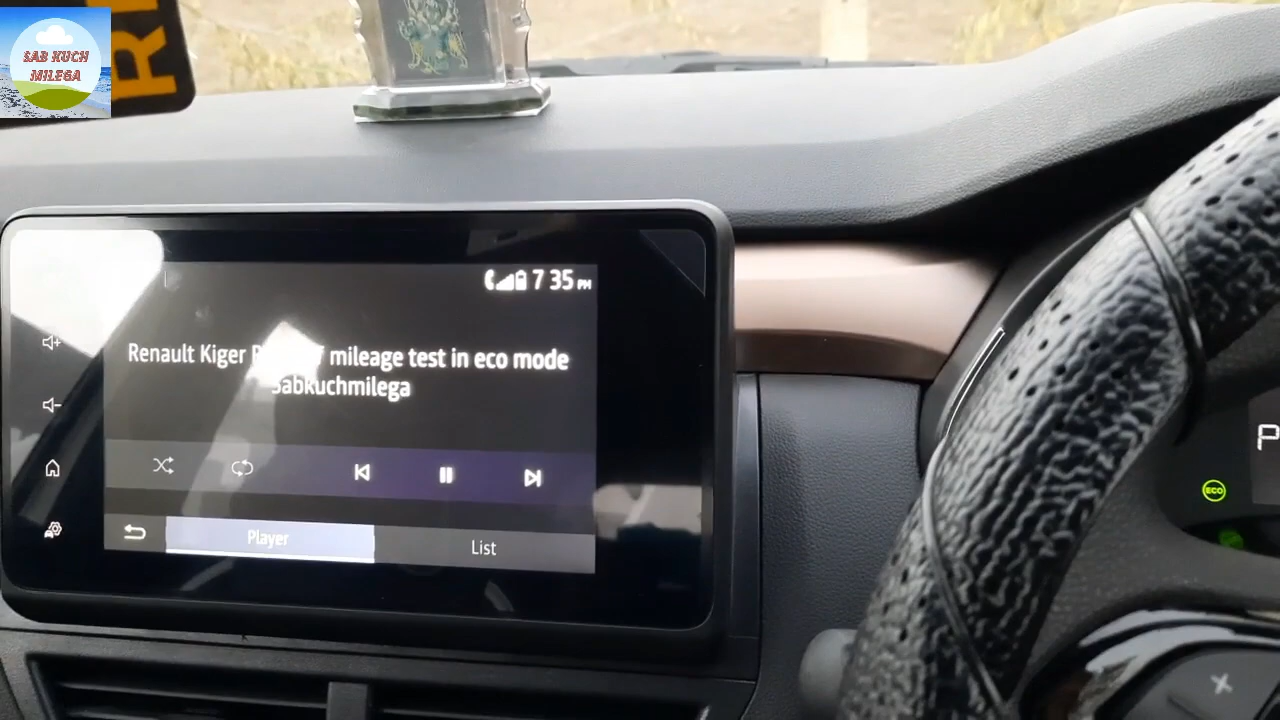 SAB KUCH
MILEGA
7 35 PM
Renault Kiger mileage test in eco mode
Sabkuchmilega
Player
List
P
ECO